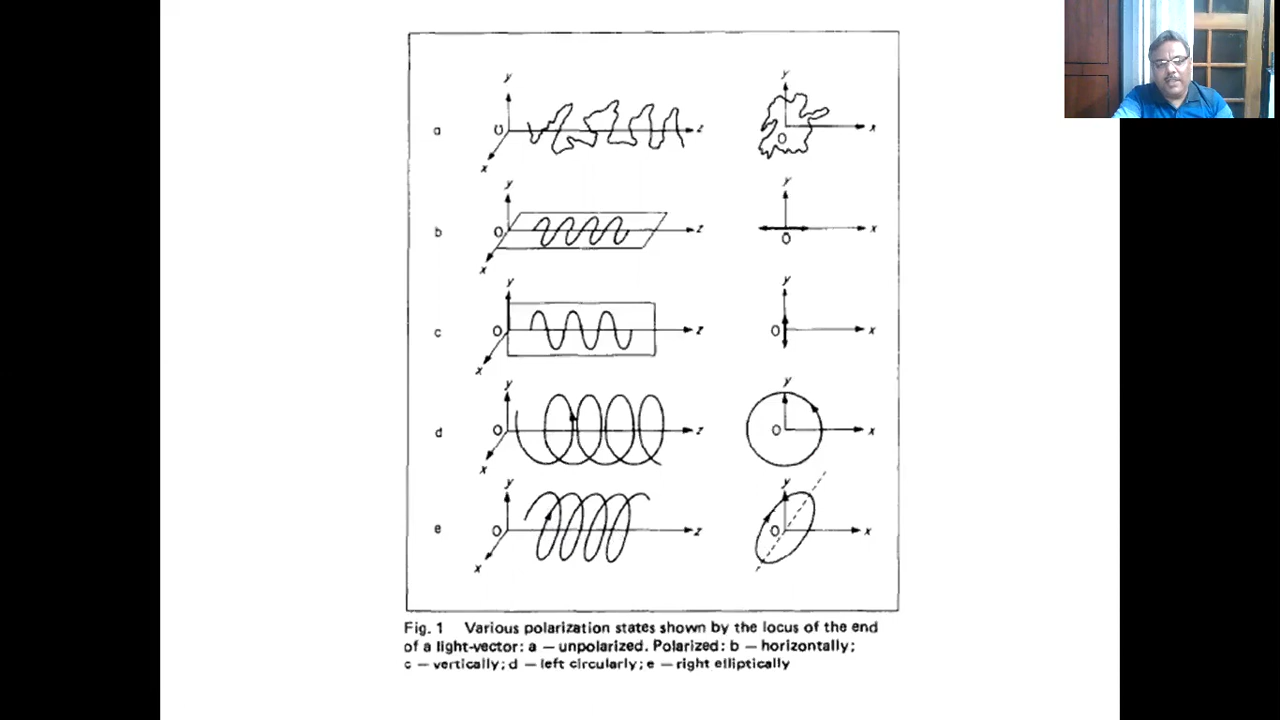 y
y
a
O
z
O
x
x
y
y
b
O
z
O
x
x
y
y
c
O
z
O
x
x
y
y
d
O
z
O
x
x
y
y
e
O
z
O
x
x
Fig. 1 Various polarization states shown by the locus of the end
of a light-vector: a — unpolarized. Polarized: b — horizontally;
c — vertically; d — left circularly; e — right elliptically